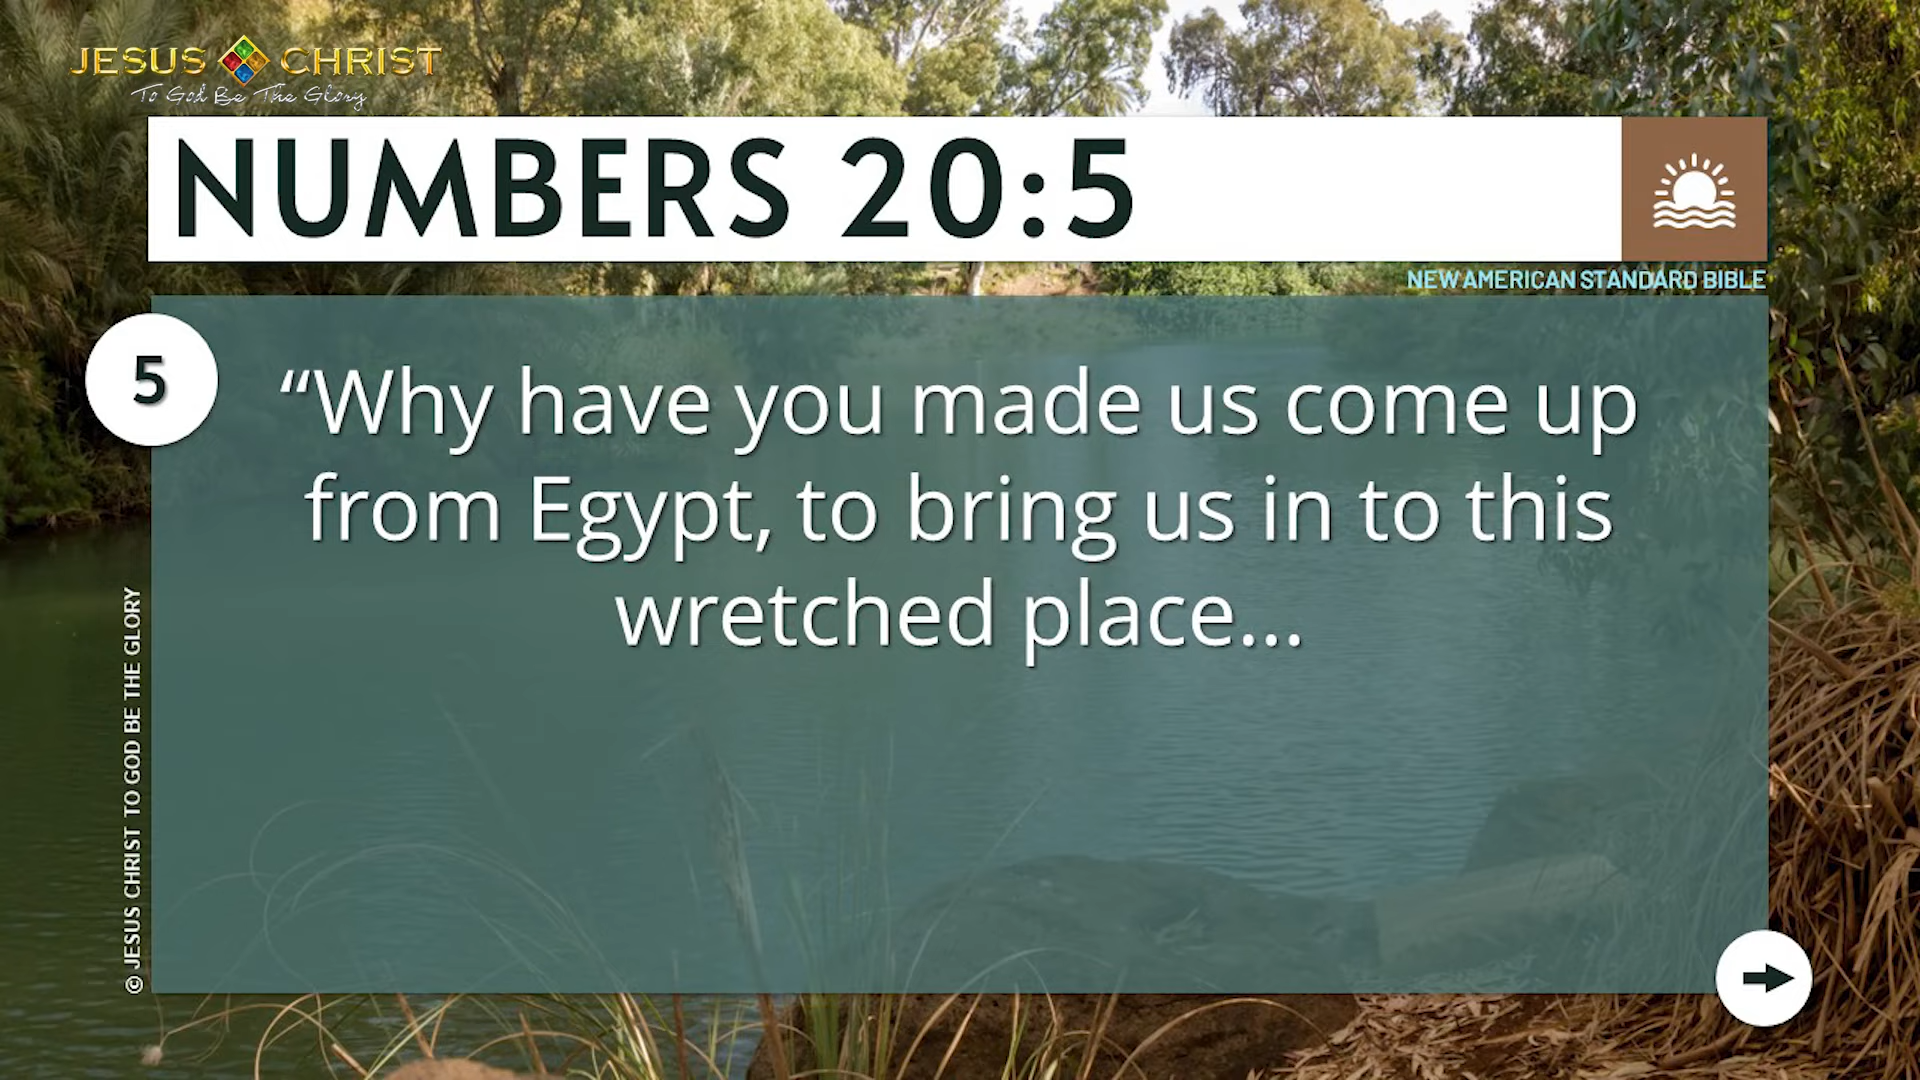 JESUS CHRIST
To God Be The Glory
NUMBERS 20:5
NEW AMERICAN STANDARD BIBLE
5
“Why have you made us come up
from Egypt, to bring us in to this
wretched place...
© JESUS CHRIST TO GOD BE THE GLORY